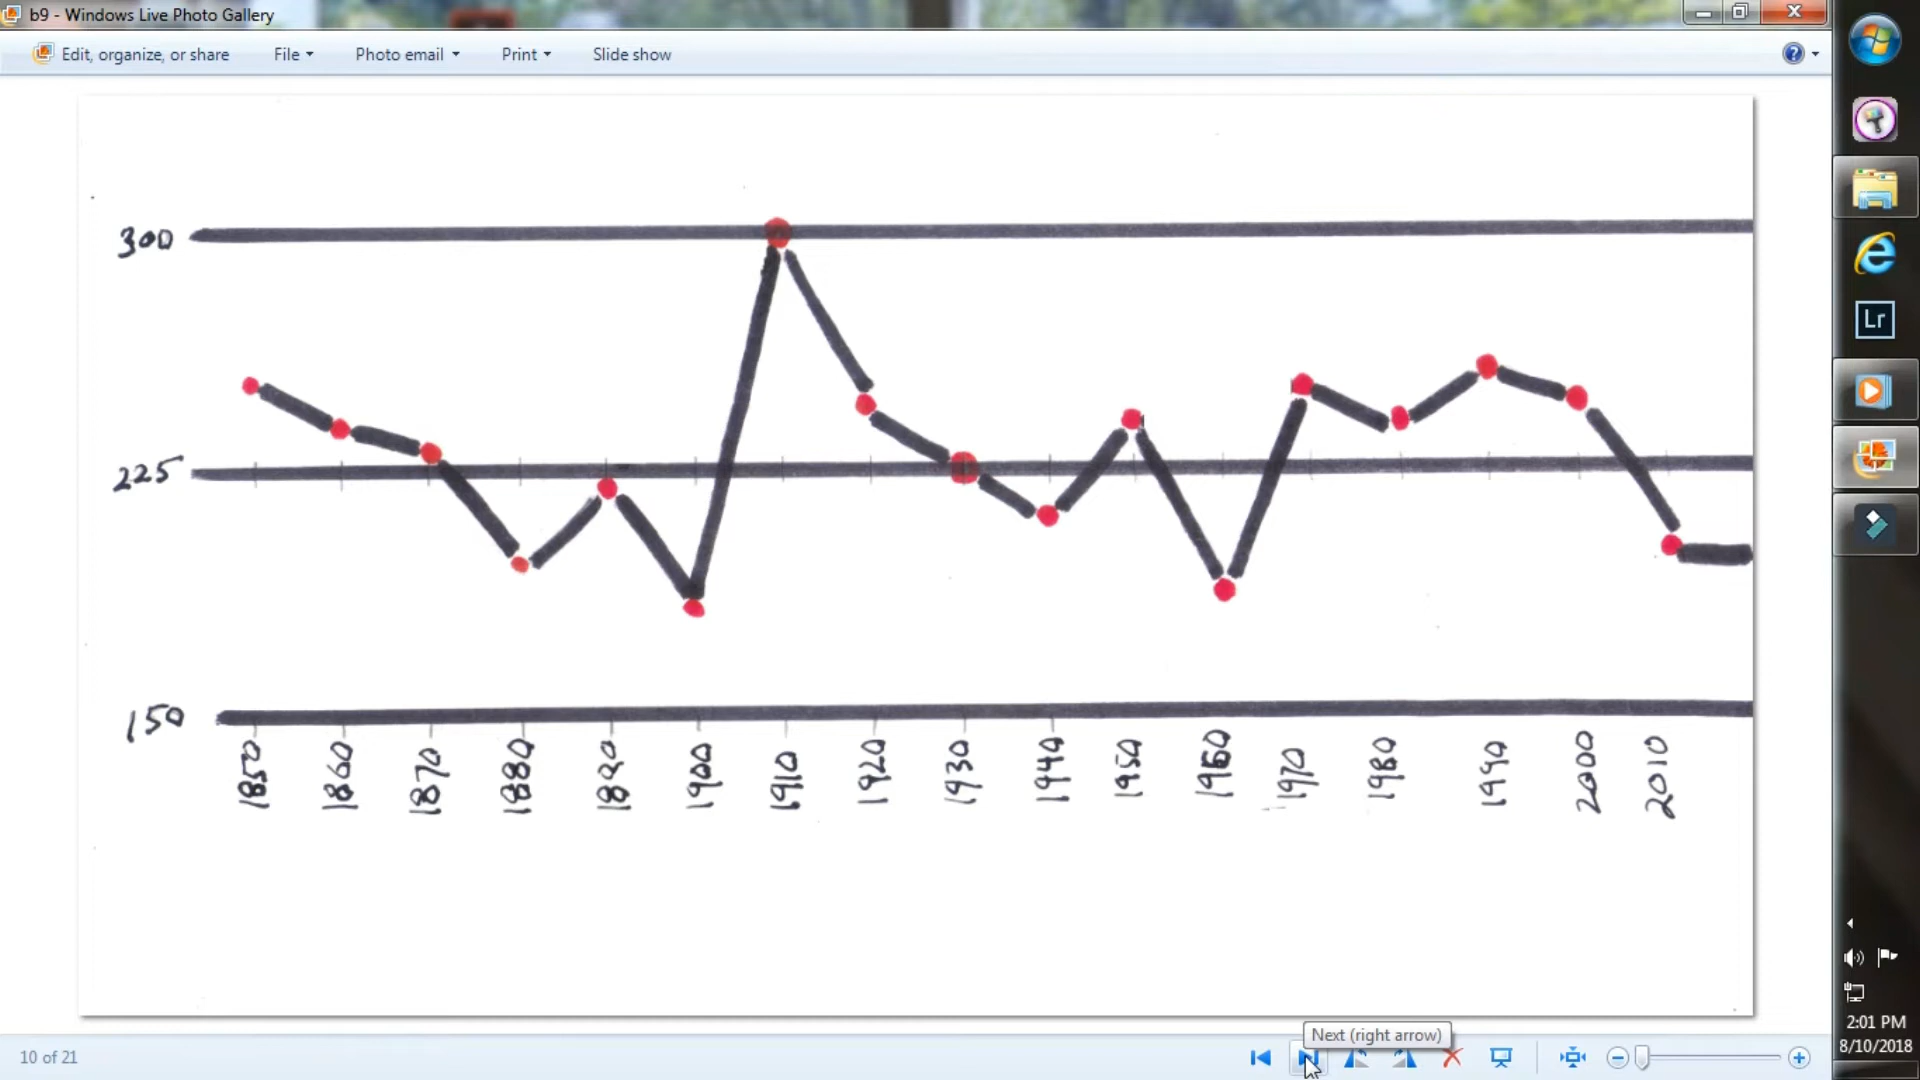 b9 - Windows Live Photo Gallery
Edit, organize, or share File Photo email Print Slide show
300
225
150
1850 1860 1870 1880 1890 1900 1910 1920 1930 1940 1950 1960 1970 1980 1990 2000 2010
Lr
Next (right arrow)
10 of 21
2:01 PM
8/10/2018